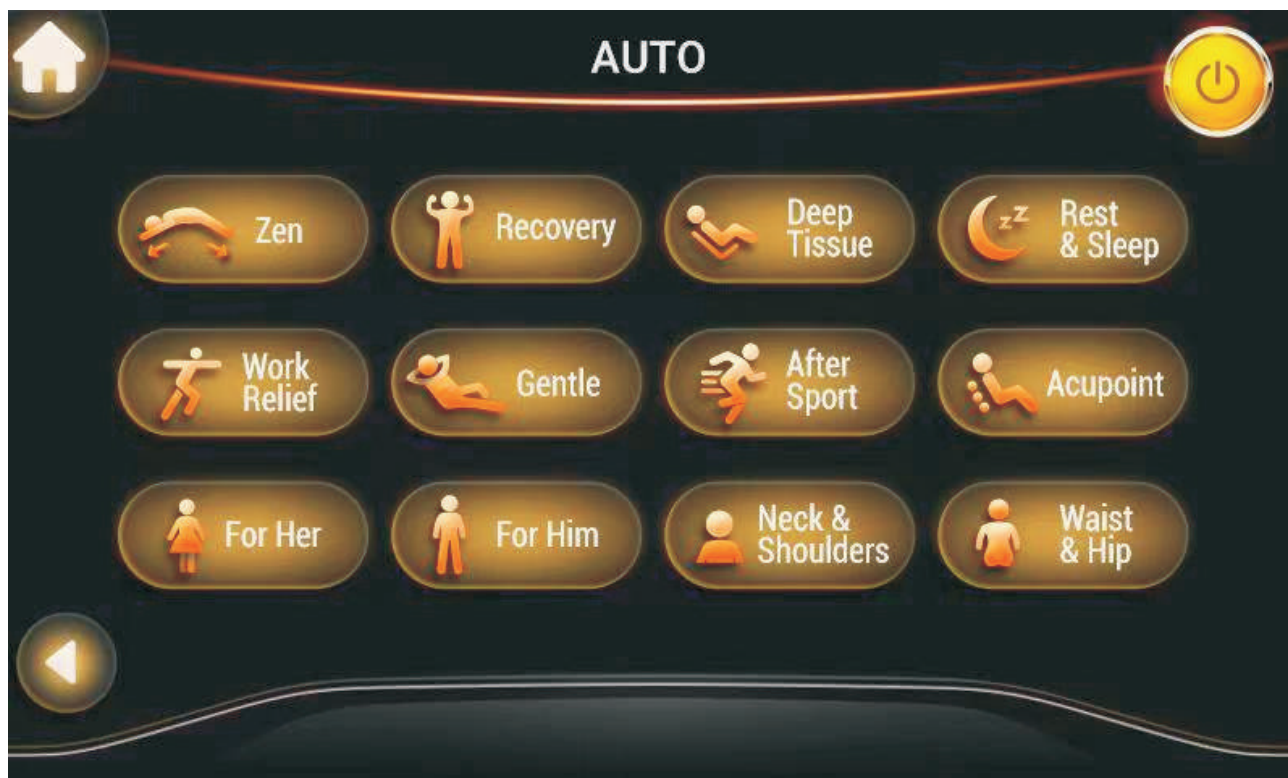 AUTO
Zen
Recovery
Deep
Tissue
zZ
Rest
& Sleep
Work
Relief
Gentle
After
Sport
Acupoint
For Her
For Him
Neck &
Shoulders
Waist
& Hip